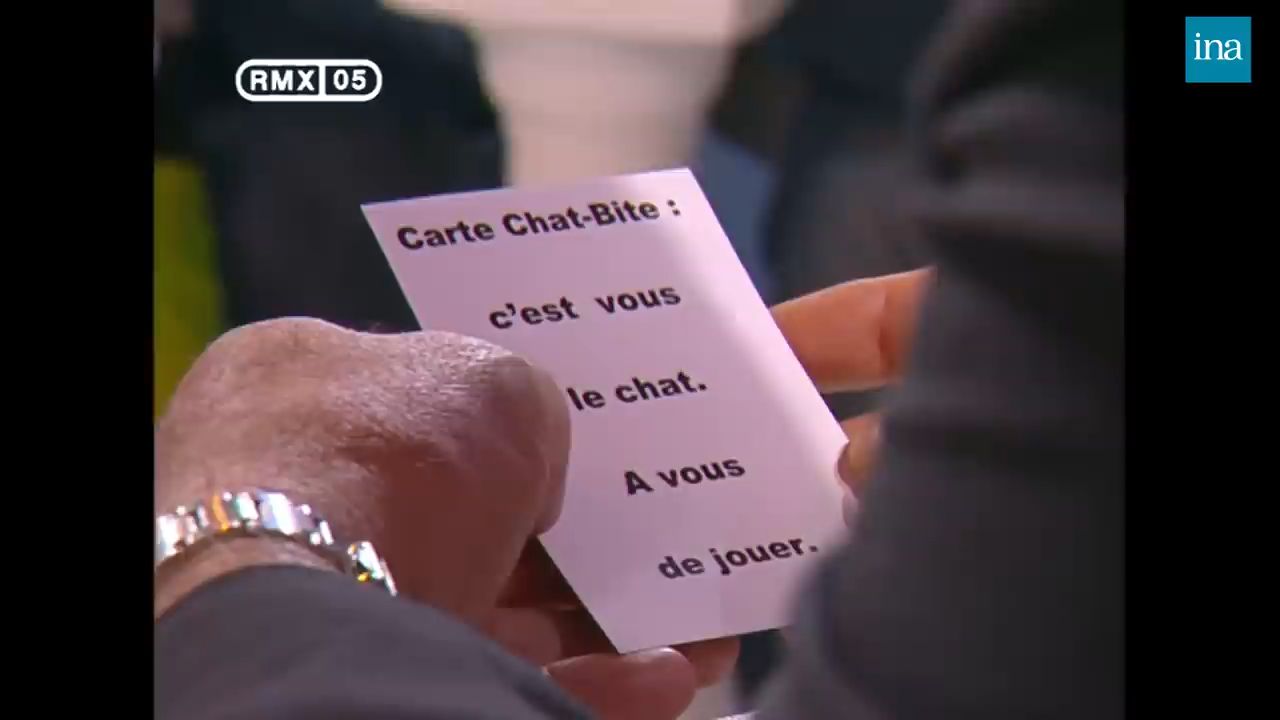 RMX 05
ina
Carte Chat-Bite :
c'est vous
le chat.
A vous
de jouer.